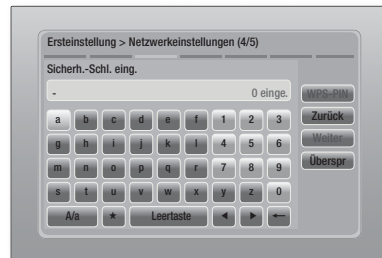 Ersteinstellung > Netzwerkeinstellungen (4/5)
Sicherh.-Schl. eing.
- 0 einge. WPS-PIN
a b c d e f 1 2 3 Zurück
g h i j k l 4 5 6 Weiter
m n o p q r 7 8 9 Überspr
s t u v w x y z 0
A/a ★ Leertaste ◄ ► ←